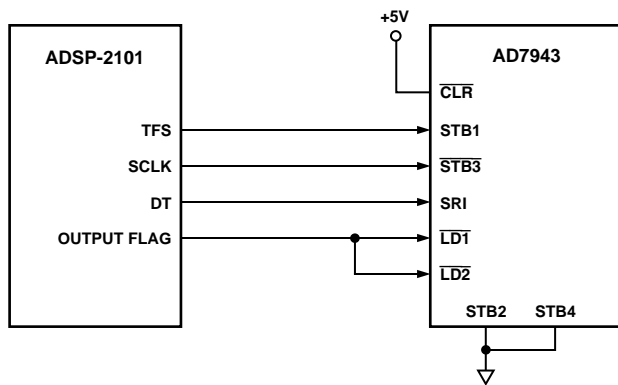 +5V
ADSP-2101
AD7943
CLR
TFS
STB1
SCLK
STB3
DT
SRI
OUTPUT FLAG
LD1
LD2
STB2 STB4